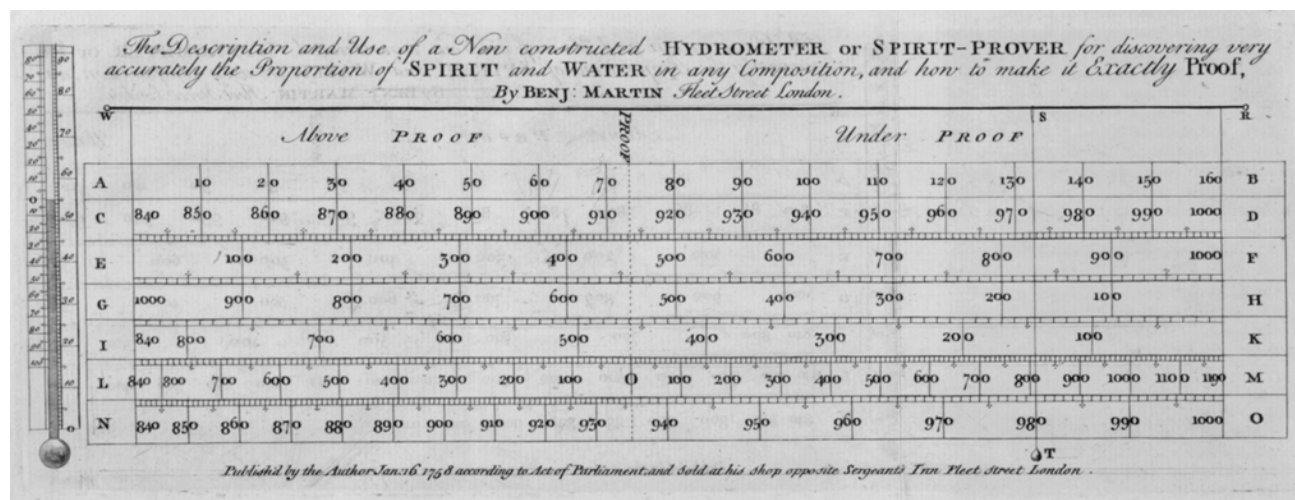 The Description and Use of a New constructed HYDROMETER or SPIRIT-PROVER for discovering very
accurately the Proportion of SPIRIT and WATER in any Composition, and how to make it Exactly Proof,
By BENJ: MARTIN Fleet Street London.
W S R
Above PROOF PROOF Under PROOF
A 10 20 30 40 50 60 70 80 90 100 110 120 130 140 150 160 B
C 840 850 860 870 880 890 900 910 920 930 940 950 960 970 980 990 1000 D
E 100 200 300 400 500 600 700 800 900 1000 F
G 1000 900 800 700 600 500 400 300 200 100 H
I 840 800 700 600 500 400 300 200 100 K
L 840 800 700 600 500 400 300 200 100 0 100 200 300 400 500 600 700 800 900 1000 1100 M
N 840 850 860 870 880 890 900 910 920 930 940 950 960 970 980 990 1000 O
T
Publish'd by the Author Jan: 16 1758 according to Act of Parliament and Sold at his Shop opposite Sergeants Inn Fleet Street London.